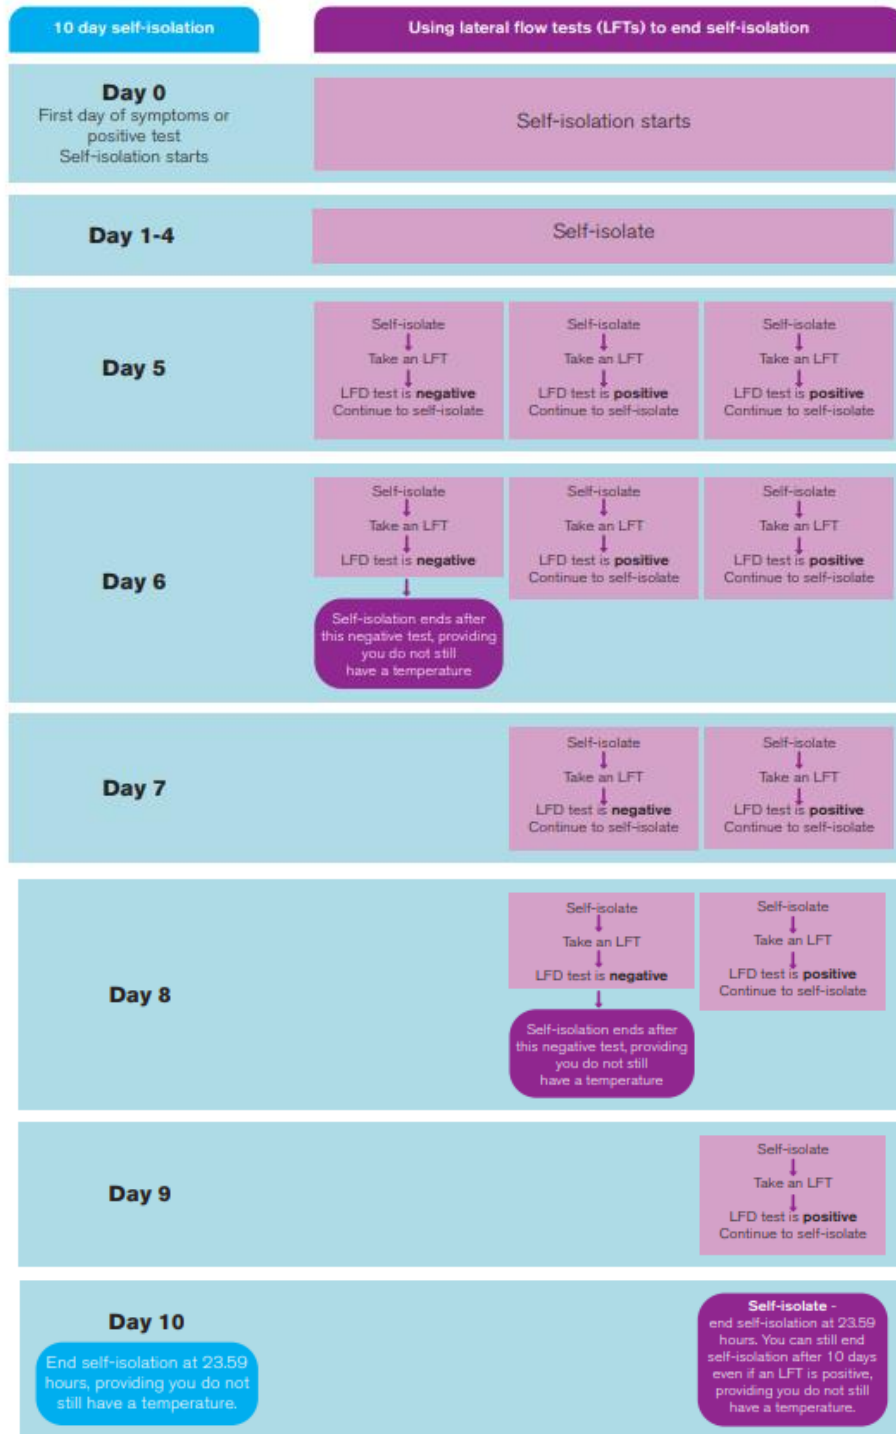 10 day self-isolation
Using lateral flow tests (LFTs) to end self-isolation
Day 0
First day of symptoms or
positive test
Self-isolation starts
Self-isolation starts
Day 1-4
Self-isolate
Day 5
Self-isolate
Take an LFT
LFD test is negative
Continue to self-isolate
Self-isolate
Take an LFT
LFD test is positive
Continue to self-isolate
Self-isolate
Take an LFT
LFD test is positive
Continue to self-isolate
Day 6
Self-isolate
Take an LFT
LFD test is negative
Self-isolation ends after
this negative test, providing
you do not still
have a temperature
Self-isolate
Take an LFT
LFD test is positive
Continue to self-isolate
Self-isolate
Take an LFT
LFD test is positive
Continue to self-isolate
Day 7
Self-isolate
Take an LFT
LFD test is negative
Continue to self-isolate
Self-isolate
Take an LFT
LFD test is positive
Continue to self-isolate
Day 8
Self-isolate
Take an LFT
LFD test is negative
Self-isolation ends after
this negative test, providing
you do not still
have a temperature
Self-isolate
Take an LFT
LFD test is positive
Continue to self-isolate
Day 9
Self-isolate
Take an LFT
LFD test is positive
Continue to self-isolate
Day 10
End self-isolation at 23.59
hours, providing you do not
still have a temperature.
Self-isolate -
end self-isolation at 23.59
hours. You can still end
self-isolation after 10 days
even if an LFT is positive,
providing you do not still
have a temperature.